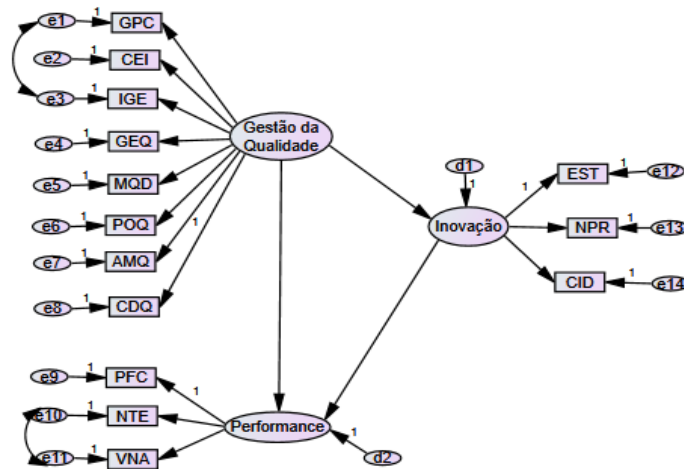 e1 1 GPC
e2 1 CEI
e3 1 IGE
e4 1 GEQ
e5 1 MQD
e6 1 POQ
e7 1 AMQ
e8 1 CDQ
1
Gestão da
Qualidade
d1
1
Inovação
1 EST 1 e12
NPR 1 e13
CID 1 e14
e9 1 PFC
e10 1 NTE
e11 1 VNA
1
Performance
1
d2